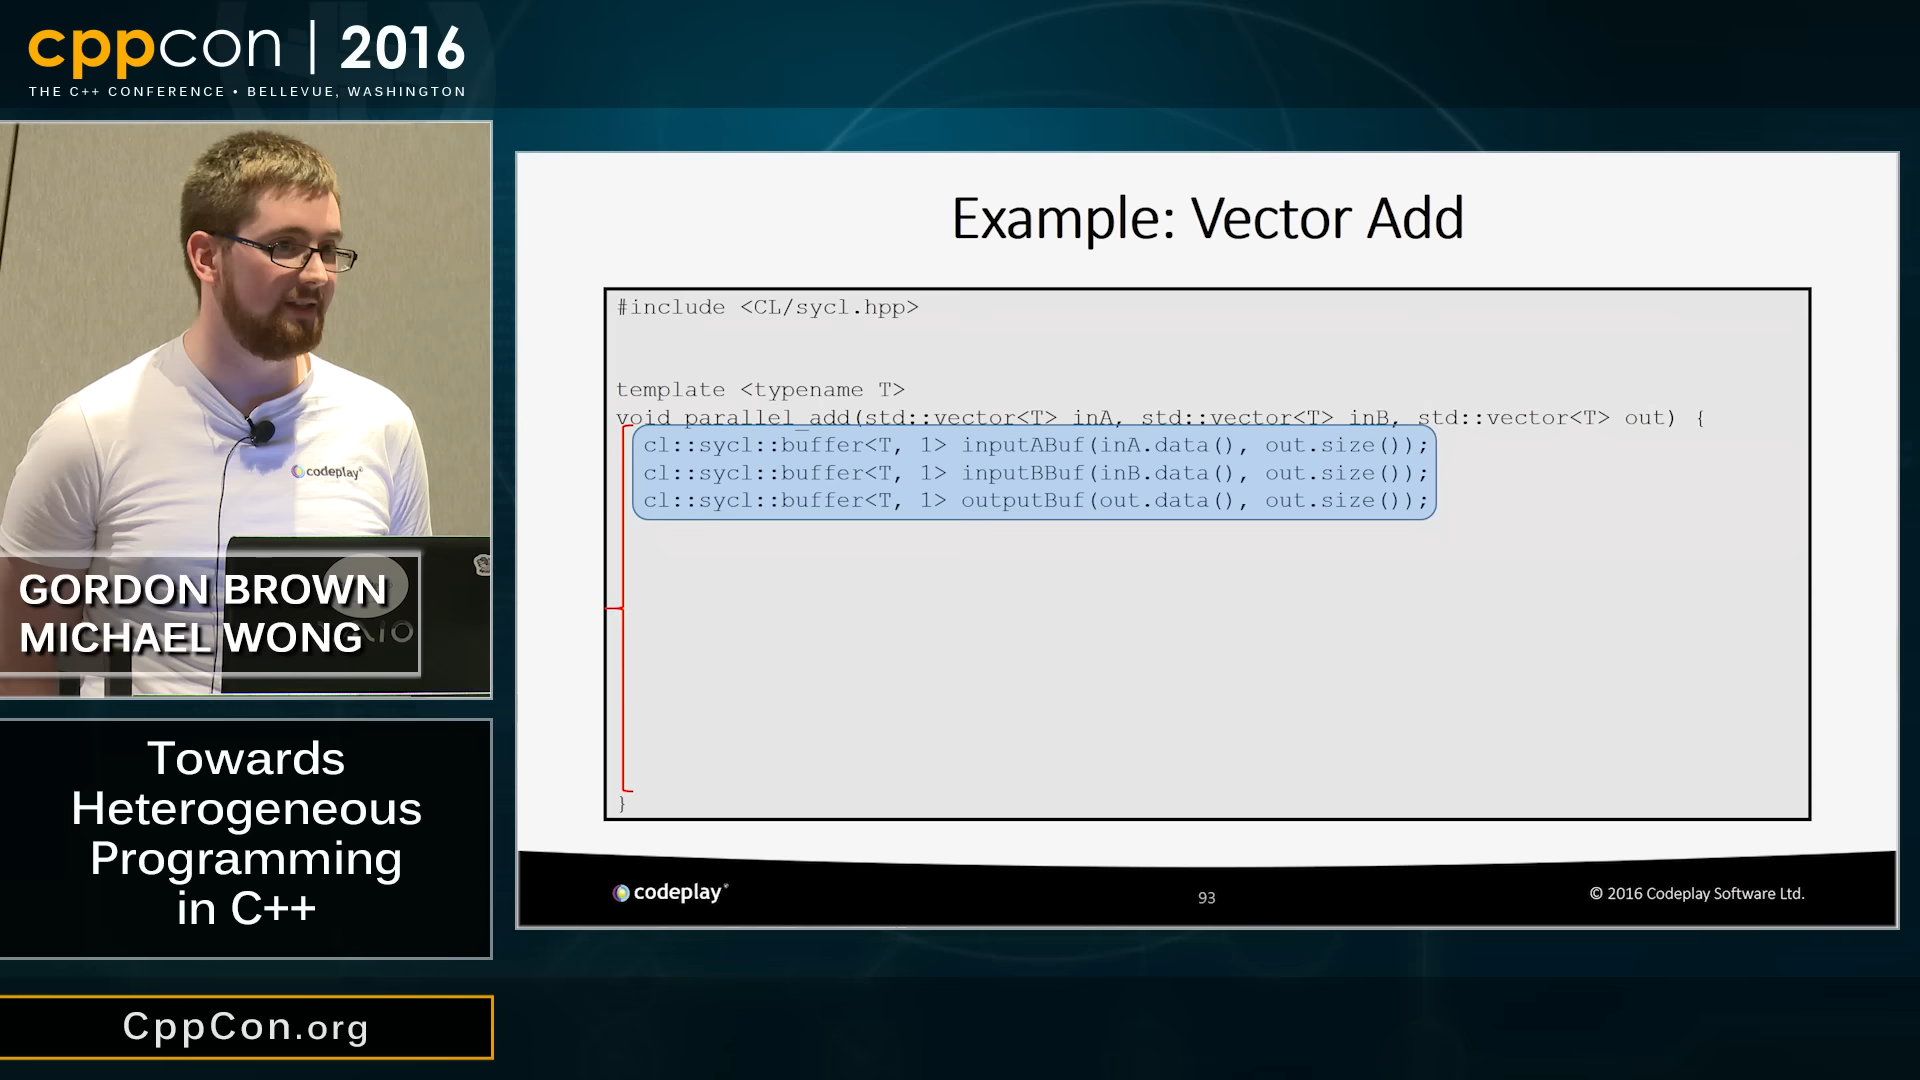 cppcon | 2016
THE C++ CONFERENCE • BELLEVUE, WASHINGTON
codeplay
GORDON BROWN
MICHAEL WONG
Towards
Heterogeneous
Programming
in C++
CppCon.org
Example: Vector Add
#include <CL/sycl.hpp>
template <typename T>
void parallel_add(std::vector<T> inA, std::vector<T> inB, std::vector<T> out) {
cl::sycl::buffer<T, 1> inputABuf(inA.data(), out.size());
cl::sycl::buffer<T, 1> inputBBuf(inB.data(), out.size());
cl::sycl::buffer<T, 1> outputBuf(out.data(), out.size());
}
codeplay
93
© 2016 Codeplay Software Ltd.